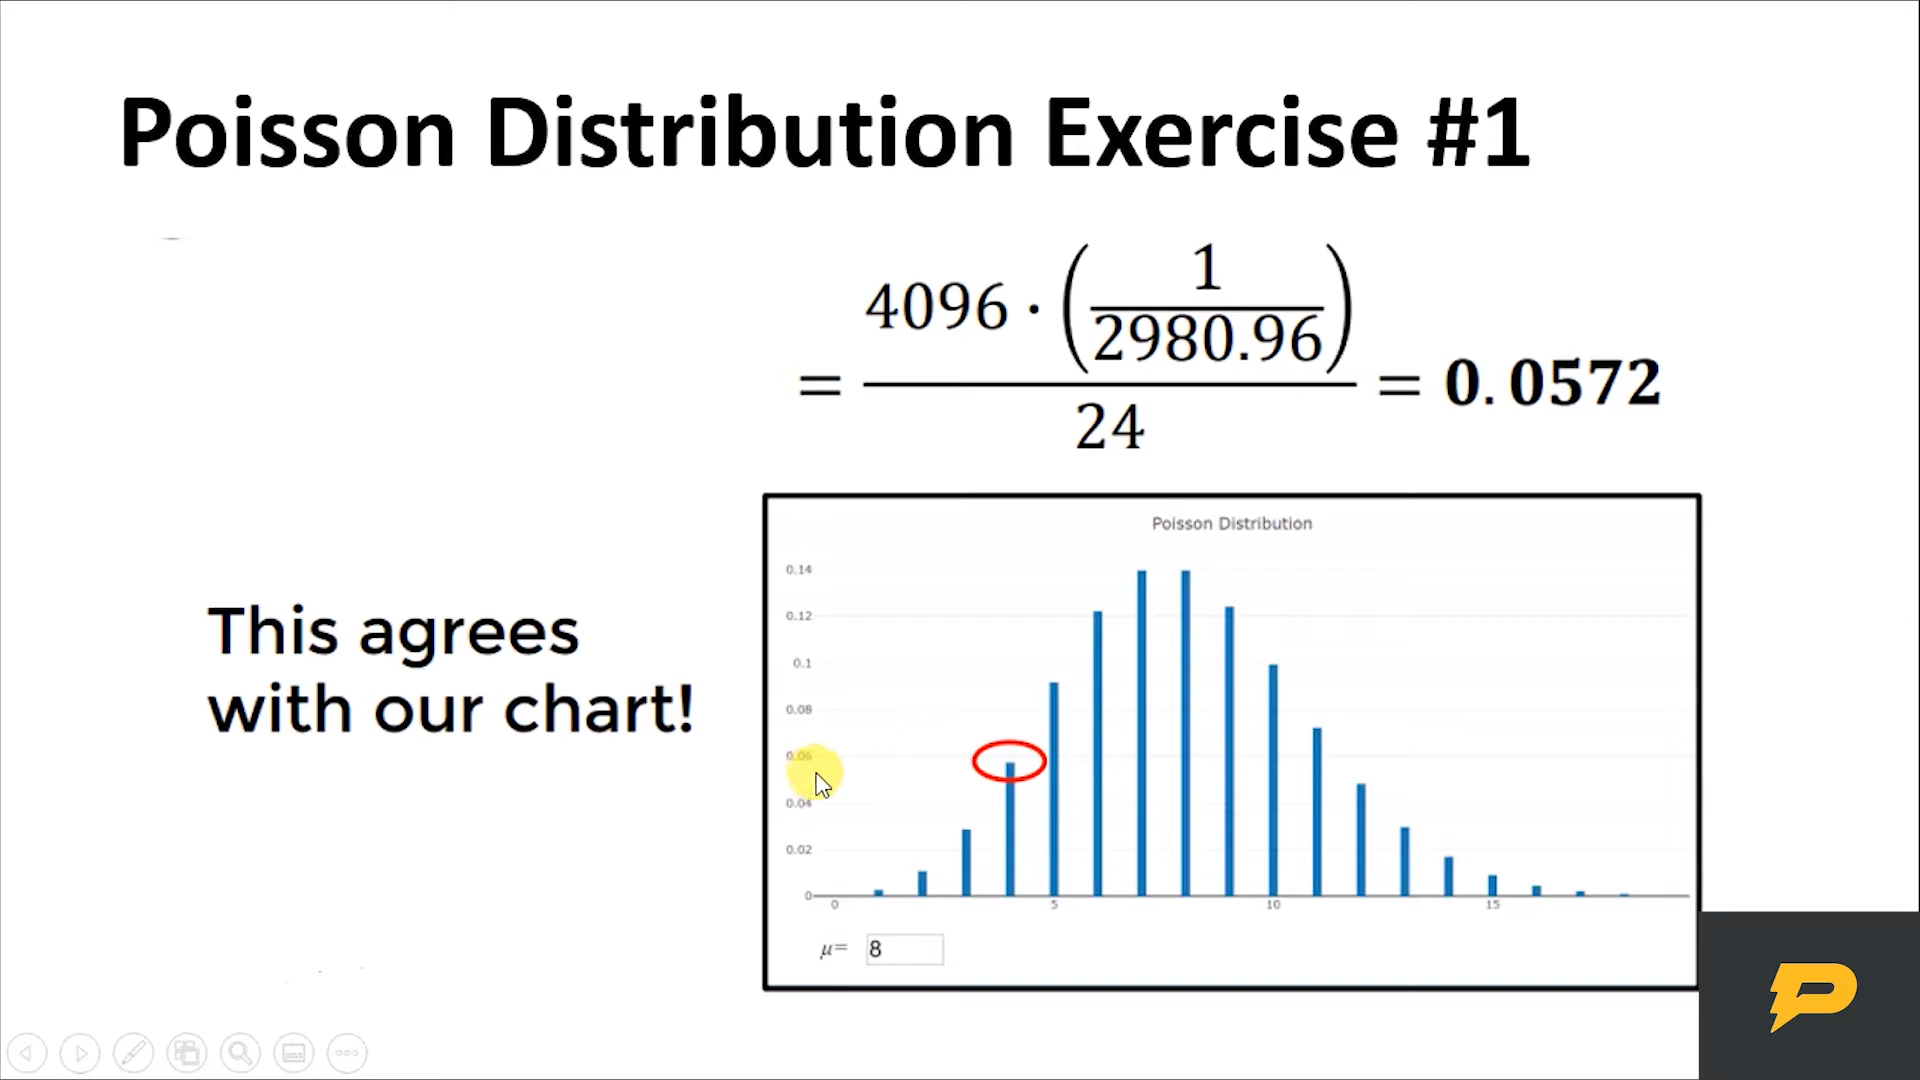 Poisson Distribution Exercise #1
= 4096 · (1/2980.96) / 24 = 0.0572
This agrees
with our chart!
Poisson Distribution
0.14
0.12
0.1
0.08
0.06
0.04
0.02
0
0 5 10 15
μ= 8